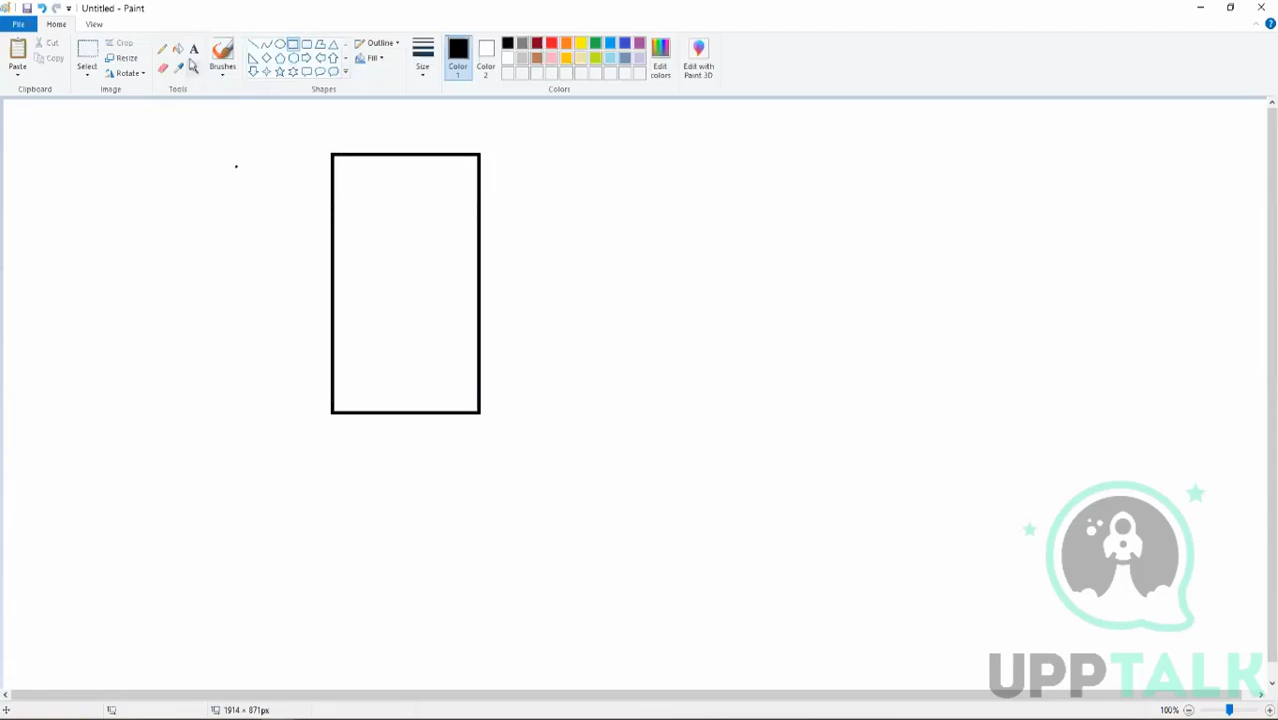 Untitled - Paint
File Home View
Paste
Cut
Copy
Clipboard
Select
Crop
Resize
Rotate
Image
A
Tools
Brushes
Shapes
Outline
Fill
Size
Color 1
Color 2
Edit colors
Edit with Paint 3D
Colors
UPPTALK
1914 × 871px
100%